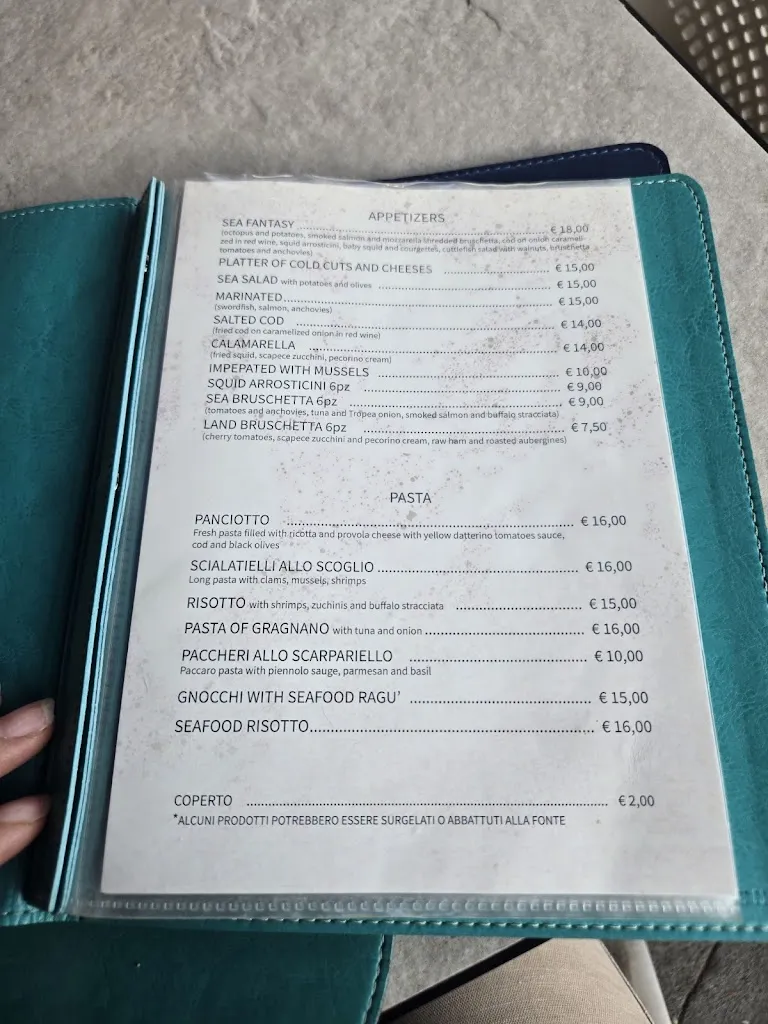 APPETIZERS
SEA FANTASY ........ € 18,00
(octopus and potatoes, smoked salmon and mozzarella shredded bruschetta, cod on onion carameli-
zed in red wine, squid arrosticini, baby squid and courgettes, cuttlefish salad with walnuts, bruschetta
tomatoes and anchovies)
PLATTER OF COLD CUTS AND CHEESES ........ € 15,00
SEA SALAD with potatoes and olives ........ € 15,00
MARINATED ........ € 15,00
(swordfish, salmon, anchovies)
SALTED COD ........ € 14,00
(fried cod on caramelized onion in red wine)
CALAMARELLA ........ € 14,00
(fried squid, scapece zucchini, pecorino cream)
IMPEPATED WITH MUSSELS ........ € 10,00
SQUID ARROSTICINI 6pz ........ € 9,00
SEA BRUSCHETTA 6pz ........ € 9,00
(tomatoes and anchovies, tuna and Tropea onion, smoked salmon and buffalo stracciata)
LAND BRUSCHETTA 6pz ........ € 7,50
(cherry tomatoes, scapece zucchini and pecorino cream, raw ham and roasted aubergines)
PASTA
PANCIOTTO ........ € 16,00
Fresh pasta filled with ricotta and provola cheese with yellow datterino tomatoes sauce,
cod and black olives
SCIALATIELLI ALLO SCOGLIO ........ € 16,00
Long pasta with clams, mussels, shrimps
RISOTTO with shrimps, zuchinis and buffalo stracciata ........ € 15,00
PASTA OF GRAGNANO with tuna and onion ........ € 16,00
PACCHERI ALLO SCARPARIELLO ........ € 10,00
Paccaro pasta with piennolo sauge, parmesan and basil
GNOCCHI WITH SEAFOOD RAGU' ........ € 15,00
SEAFOOD RISOTTO ........ € 16,00
COPERTO ........ € 2,00
*ALCUNI PRODOTTI POTREBBERO ESSERE SURGELATI O ABBATTUTI ALLA FONTE